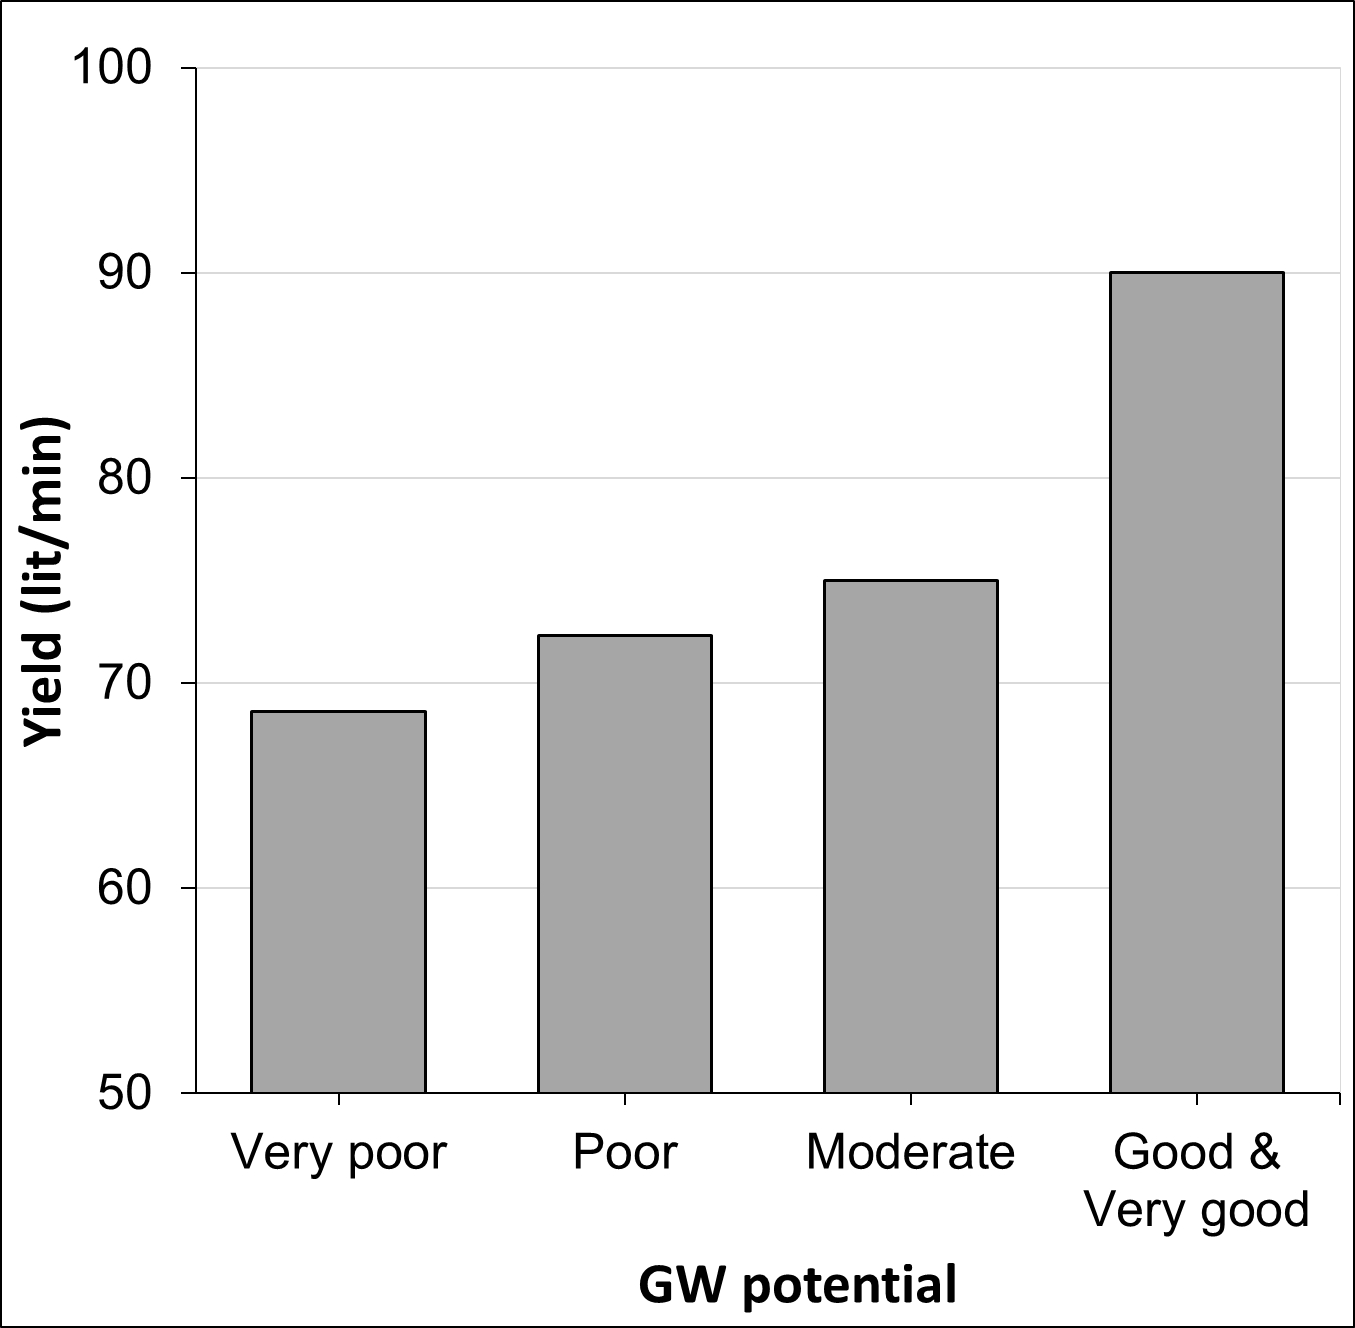 100
90
80
70
60
50
Yield (lit/min)
Very poor
Poor
Moderate
Good &
Very good
GW potential